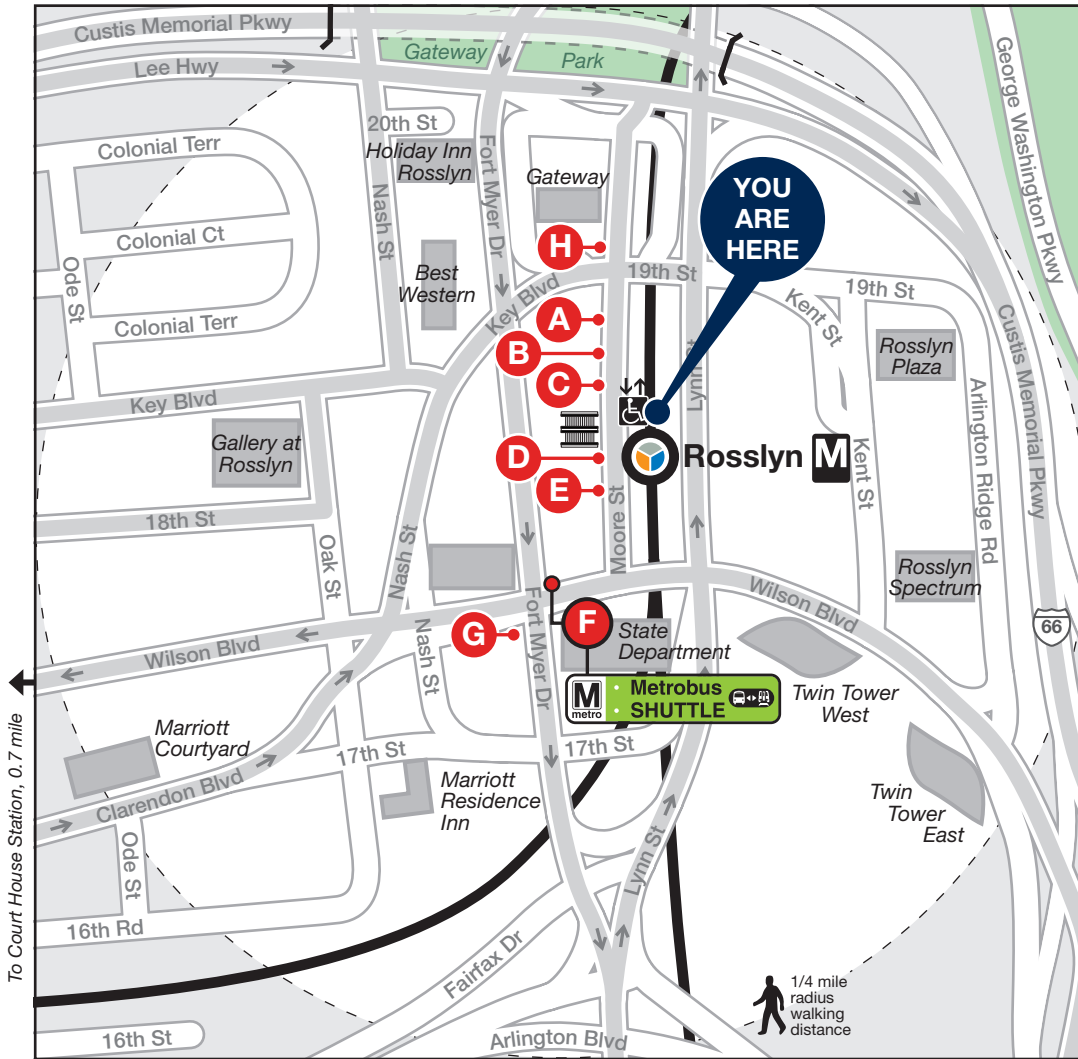 Custis Memorial Pkwy
Gateway
Park
Lee Hwy
George Washington Pkwy
20th St
Colonial Terr
Holiday Inn
Rosslyn
Fort Myer Dr
Gateway
YOU
ARE
HERE
Nash St
Colonial Ct
H
19th St
Ode St
Best
Western
Key Blvd
Kent St
19th St
Colonial Terr
A
B
C
Lynn St
Rosslyn
Plaza
Custis Memorial Pkwy
Key Blvd
Arlington Ridge Rd
Gallery at
Rosslyn
D
Rosslyn M
E
Kent St
Moore St
18th St
Oak St
Nash St
Rosslyn
Spectrum
F
G
State
Department
Wilson Blvd
66
Wilson Blvd
Nash St
Fort Myer Dr
M
metro
Metrobus
SHUTTLE
Twin Tower
West
Marriott
Courtyard
17th St
17th St
Clarendon Blvd
Marriott
Residence
Inn
Twin
Tower
East
Ode St
Lynn St
To Court House Station, 0.7 mile
16th Rd
Fairfax Dr
1/4 mile
radius
walking
distance
16th St
Arlington Blvd